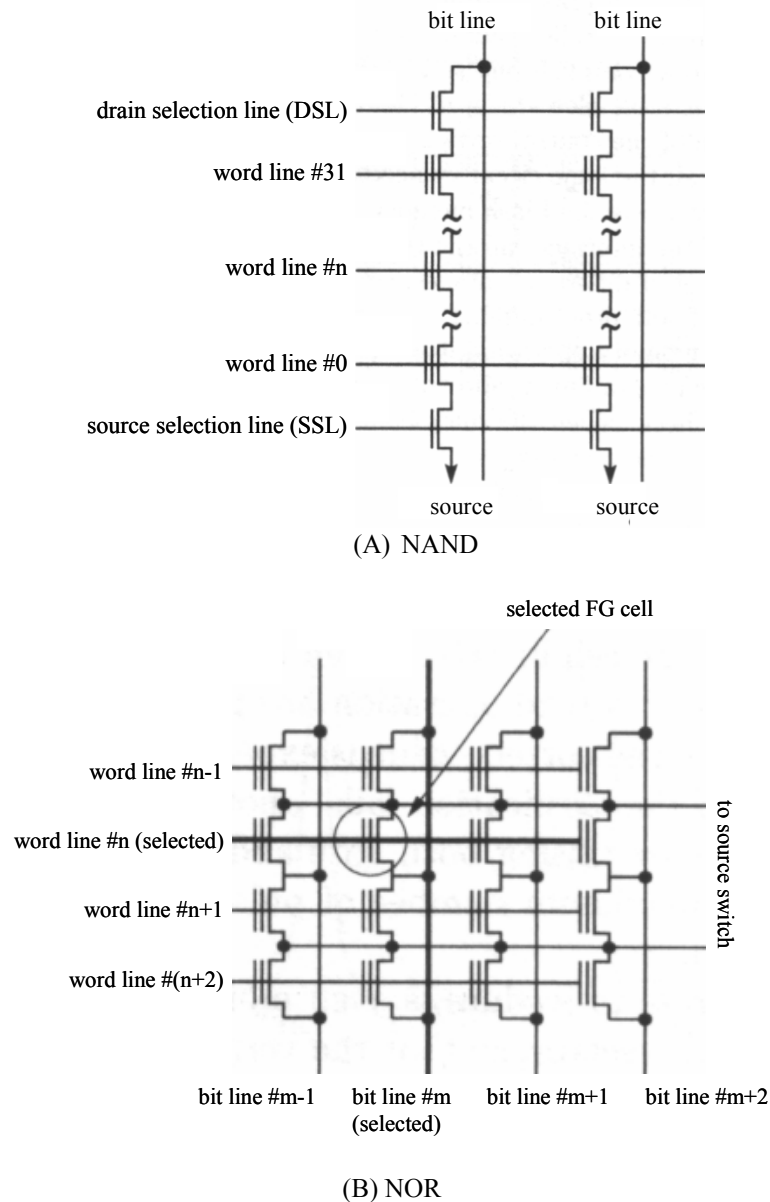 bit line bit line
drain selection line (DSL)
word line #31
word line #n
word line #0
source selection line (SSL)
source source
(A) NAND
selected FG cell
word line #n-1
word line #n (selected)
word line #n+1
word line #(n+2)
to source switch
bit line #m-1 bit line #m bit line #m+1 bit line #m+2
(selected)
(B) NOR